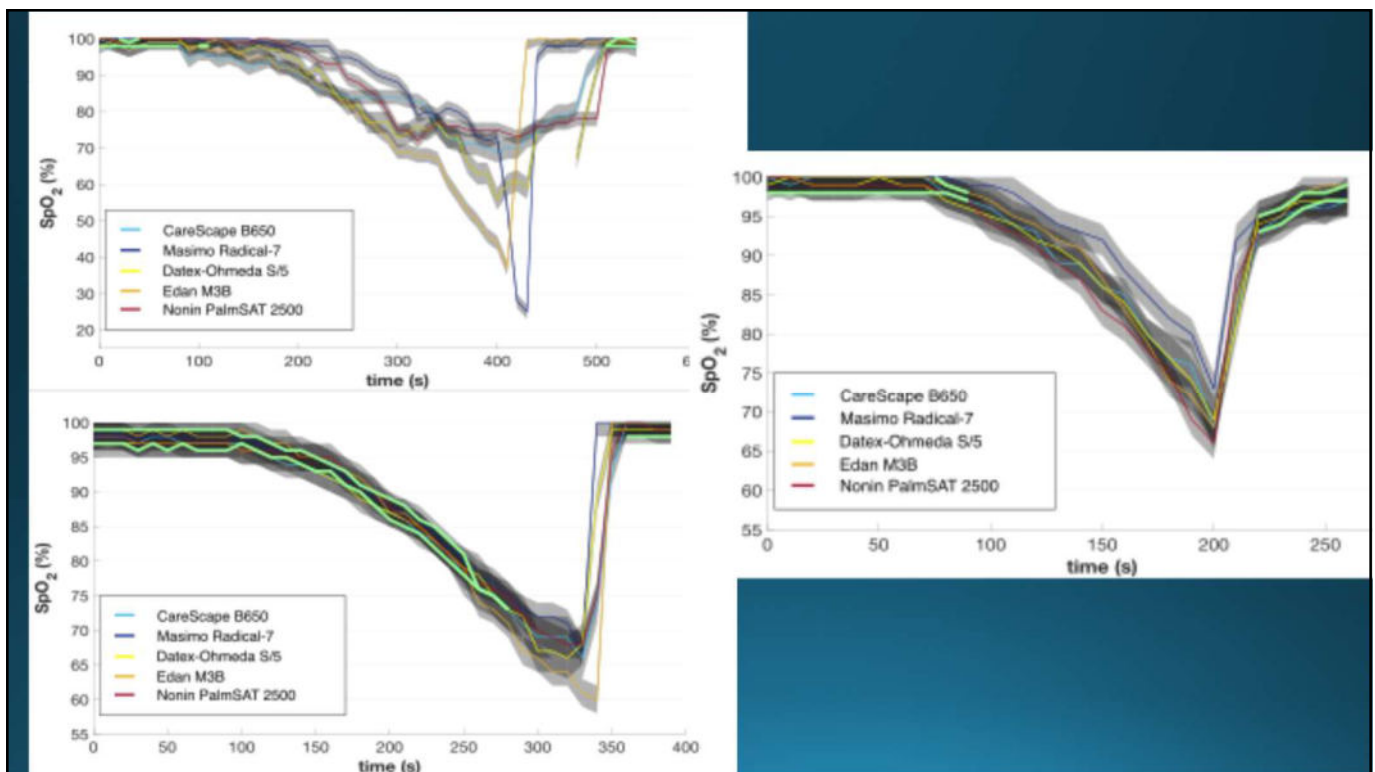 100
90
80
70
60
50
40
30
20
SpO2 (%)
CareScape B650
Masimo Radical-7
Datex-Ohmeda S/5
Edan M3B
Nonin PalmSAT 2500
0 100 200 300 400 500 6
time (s)
100
95
90
85
80
75
70
65
60
55
SpO2 (%)
CareScape B650
Masimo Radical-7
Datex-Ohmeda S/5
Edan M3B
Nonin PalmSAT 2500
0 50 100 150 200 250 300 350 400
time (s)
100
95
90
85
80
75
70
65
60
55
SpO2 (%)
CareScape B650
Masimo Radical-7
Datex-Ohmeda S/5
Edan M3B
Nonin PalmSAT 2500
0 50 100 150 200 250
time (s)